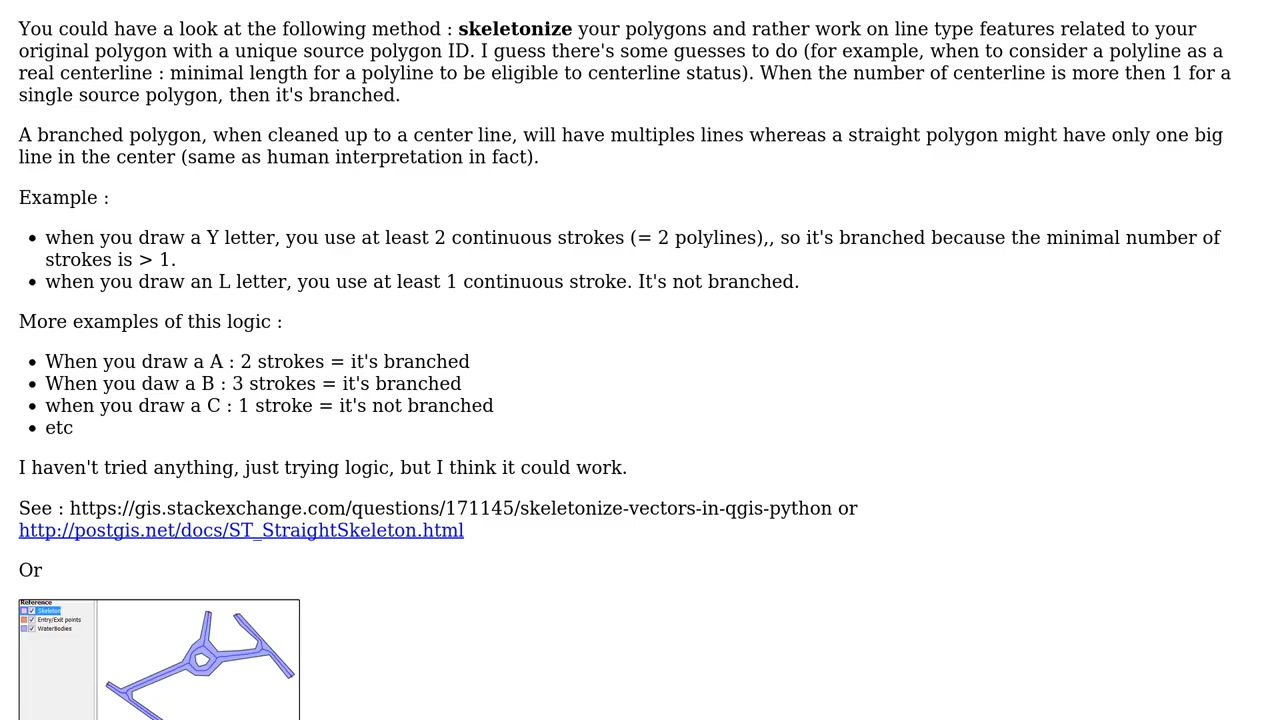 You could have a look at the following method : skeletonize your polygons and rather work on line type features related to your
original polygon with a unique source polygon ID. I guess there's some guesses to do (for example, when to consider a polyline as a
real centerline : minimal length for a polyline to be eligible to centerline status). When the number of centerline is more then 1 for a
single source polygon, then it's branched.
A branched polygon, when cleaned up to a center line, will have multiples lines whereas a straight polygon might have only one big
line in the center (same as human interpretation in fact).
Example :
• when you draw a Y letter, you use at least 2 continuous strokes (= 2 polylines),, so it's branched because the minimal number of
strokes is > 1.
• when you draw an L letter, you use at least 1 continuous stroke. It's not branched.
More examples of this logic :
• When you draw a A : 2 strokes = it's branched
• When you daw a B : 3 strokes = it's branched
• when you draw a C : 1 stroke = it's not branched
• etc
I haven't tried anything, just trying logic, but I think it could work.
See : https://gis.stackexchange.com/questions/171145/skeletonize-vectors-in-qgis-python or
http://postgis.net/docs/ST_StraightSkeleton.html
Or
Reference
Skeleton
Entry/Exit points
WaterBodies